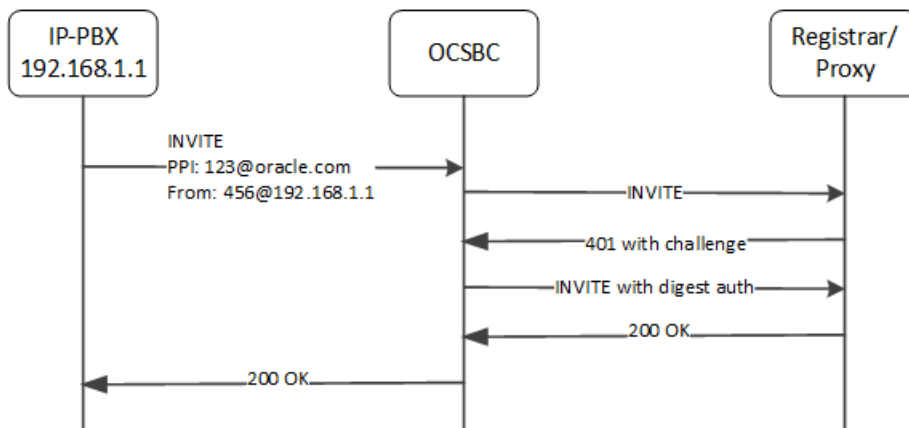 IP-PBX
192.168.1.1
OCSBC
Registrar/
Proxy
INVITE
PPI: 123@oracle.com
From: 456@192.168.1.1
INVITE
401 with challenge
INVITE with digest auth
200 OK
200 OK